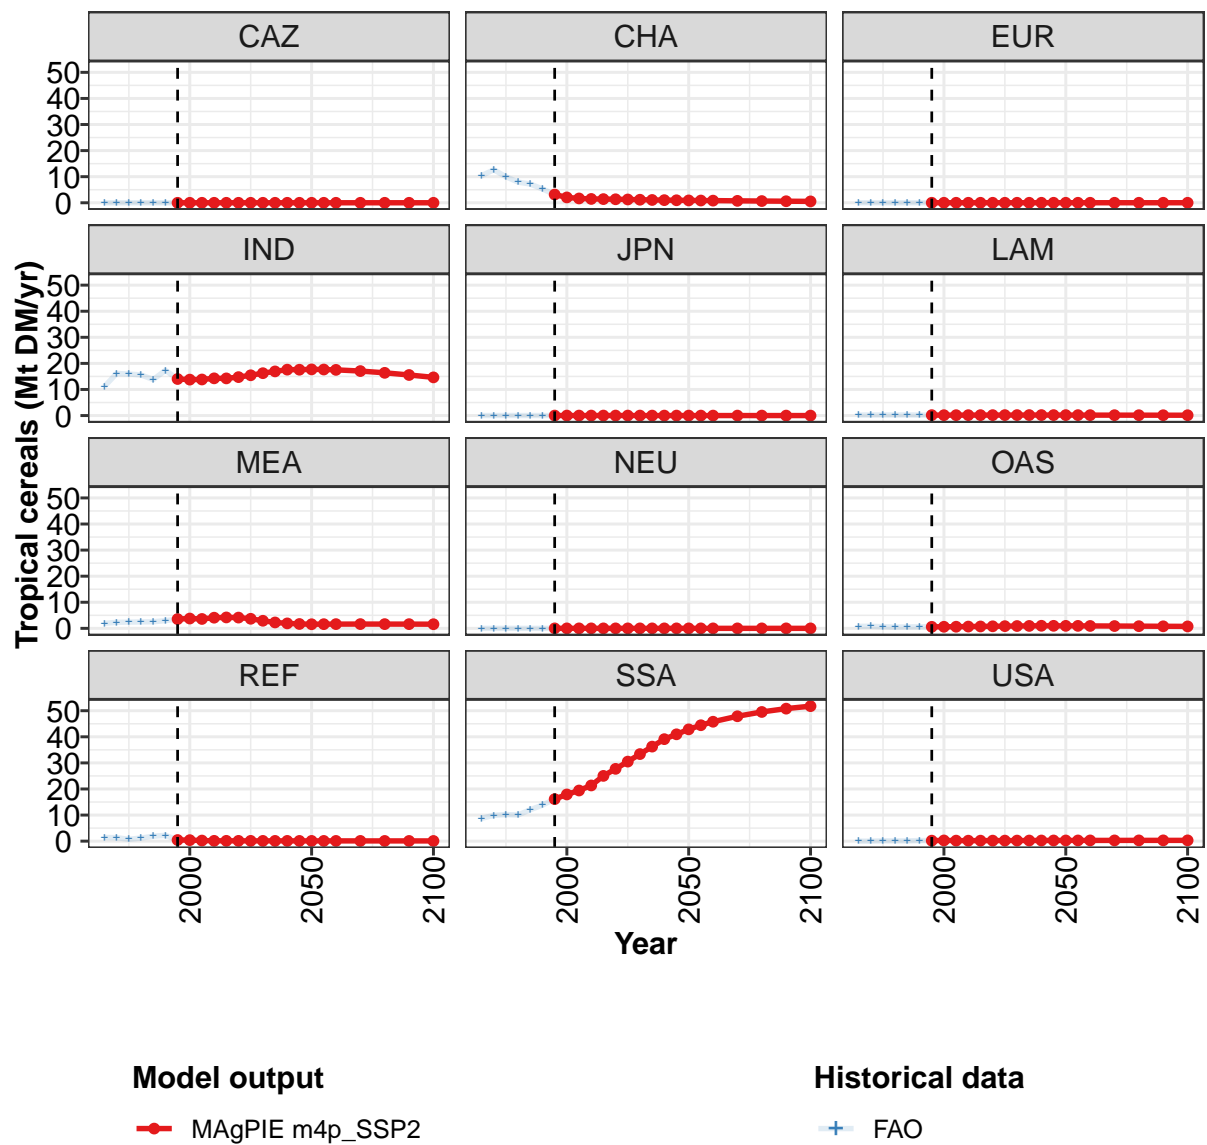 CAZ CHA EUR
50
40
30
20
10
0
IND JPN LAM
50
40
30
20
10
0
MEA NEU OAS
50
40
30
20
10
0
REF SSA USA
50
40
30
20
10
0
Tropical cereals (Mt DM/yr)
2000 2050 2100 2000 2050 2100 2000 2050 2100
Year
Model output Historical data
MAgPIE m4p_SSP2 FAO